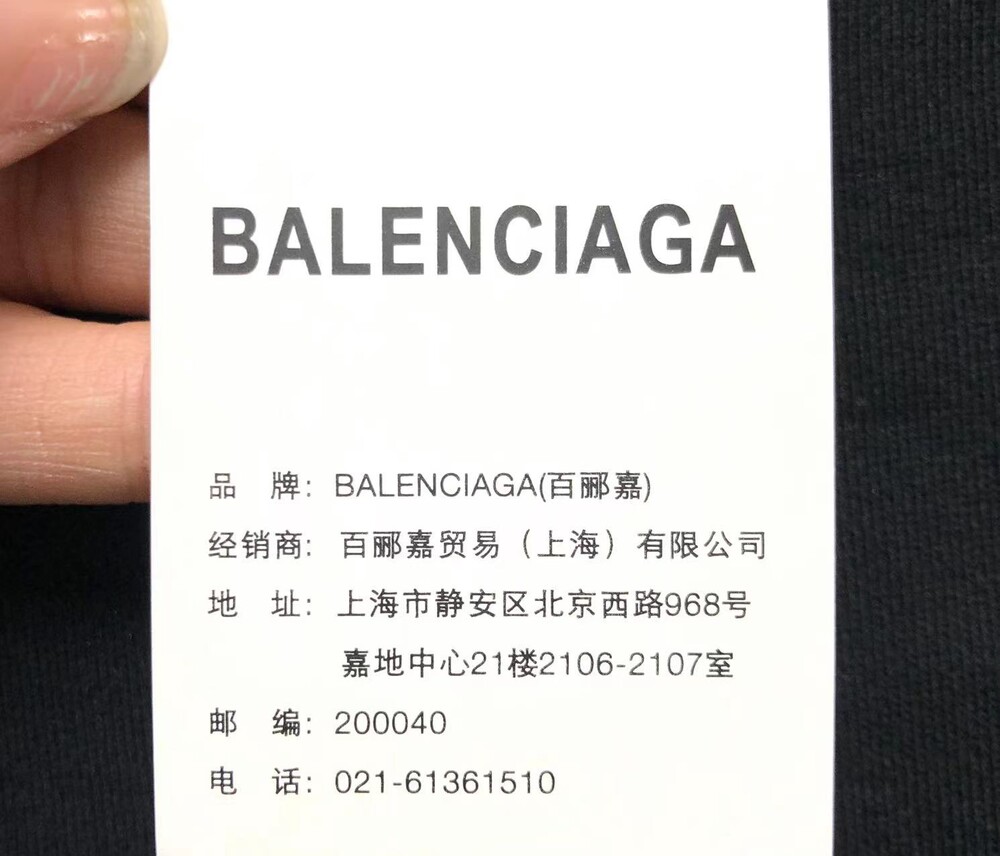 BALENCIAGA
品 牌：BALENCIAGA(百郦嘉)
经销商：百郦嘉贸易（上海）有限公司
地 址：上海市静安区北京西路968号
嘉地中心21楼2106-2107室
邮 编：200040
电 话：021-61361510